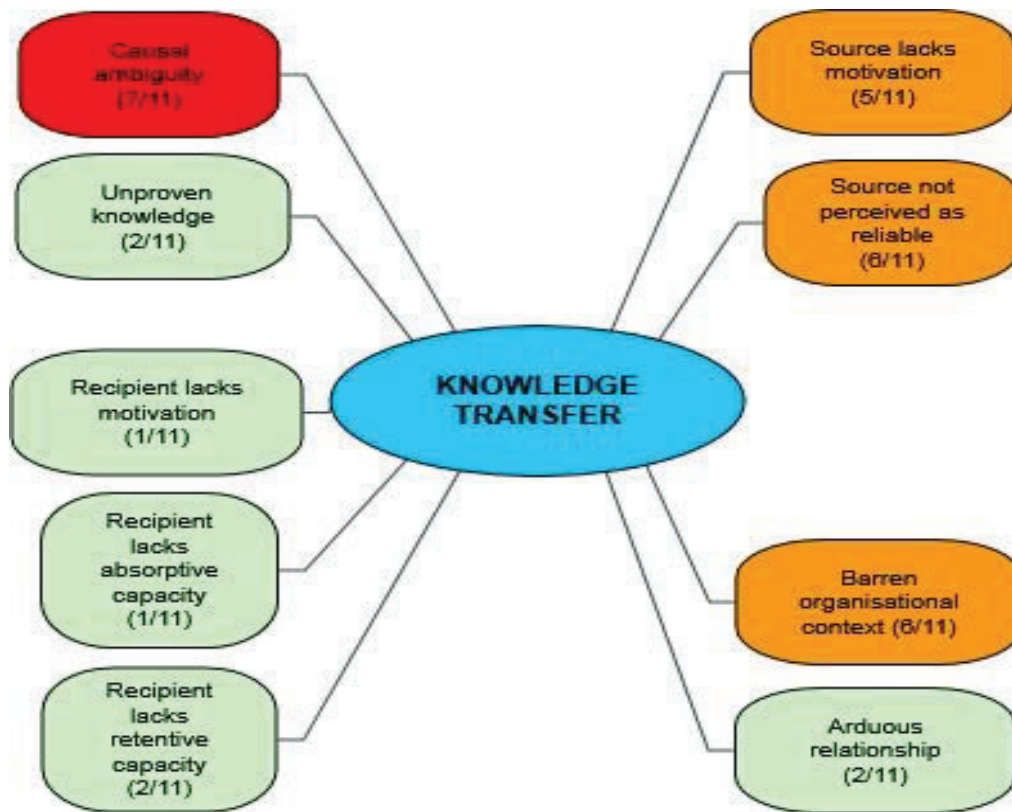 Causal
ambiguity
(7/11)
Unproven
knowledge
(2/11)
Recipient lacks
motivation
(1/11)
Recipient
lacks
absorptive
capacity
(1/11)
Recipient
lacks
retentive
capacity
(2/11)
KNOWLEDGE
TRANSFER
Source lacks
motivation
(5/11)
Source not
perceived as
reliable
(6/11)
Barren
organisational
context (6/11)
Arduous
relationship
(2/11)